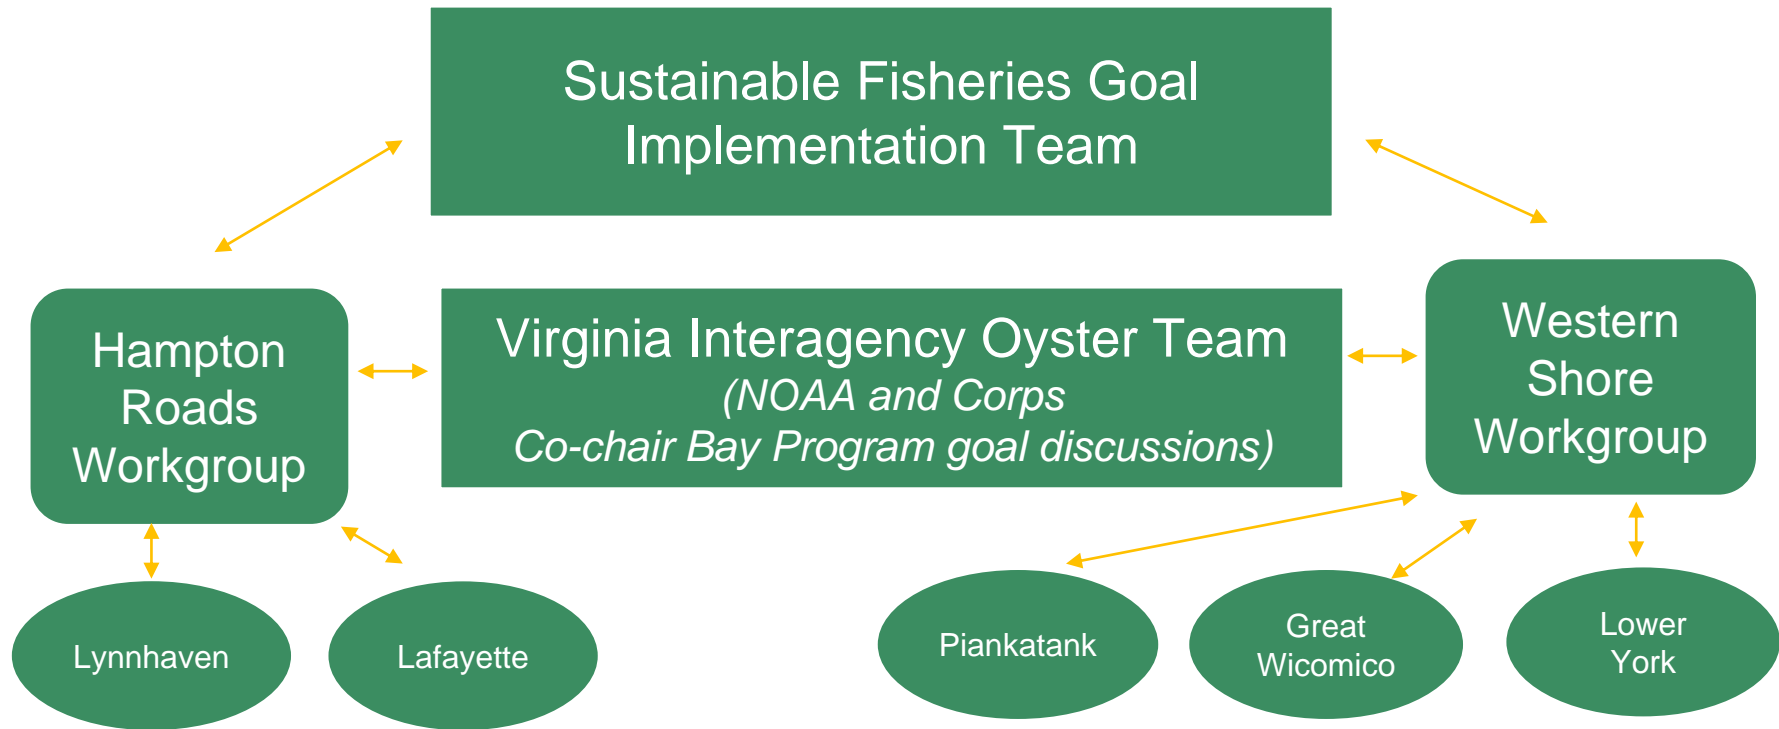 Sustainable Fisheries Goal
Implementation Team
Hampton
Roads
Workgroup
Virginia Interagency Oyster Team
(NOAA and Corps
Co-chair Bay Program goal discussions)
Western
Shore
Workgroup
Lynnhaven
Lafayette
Piankatank
Great
Wicomico
Lower
York